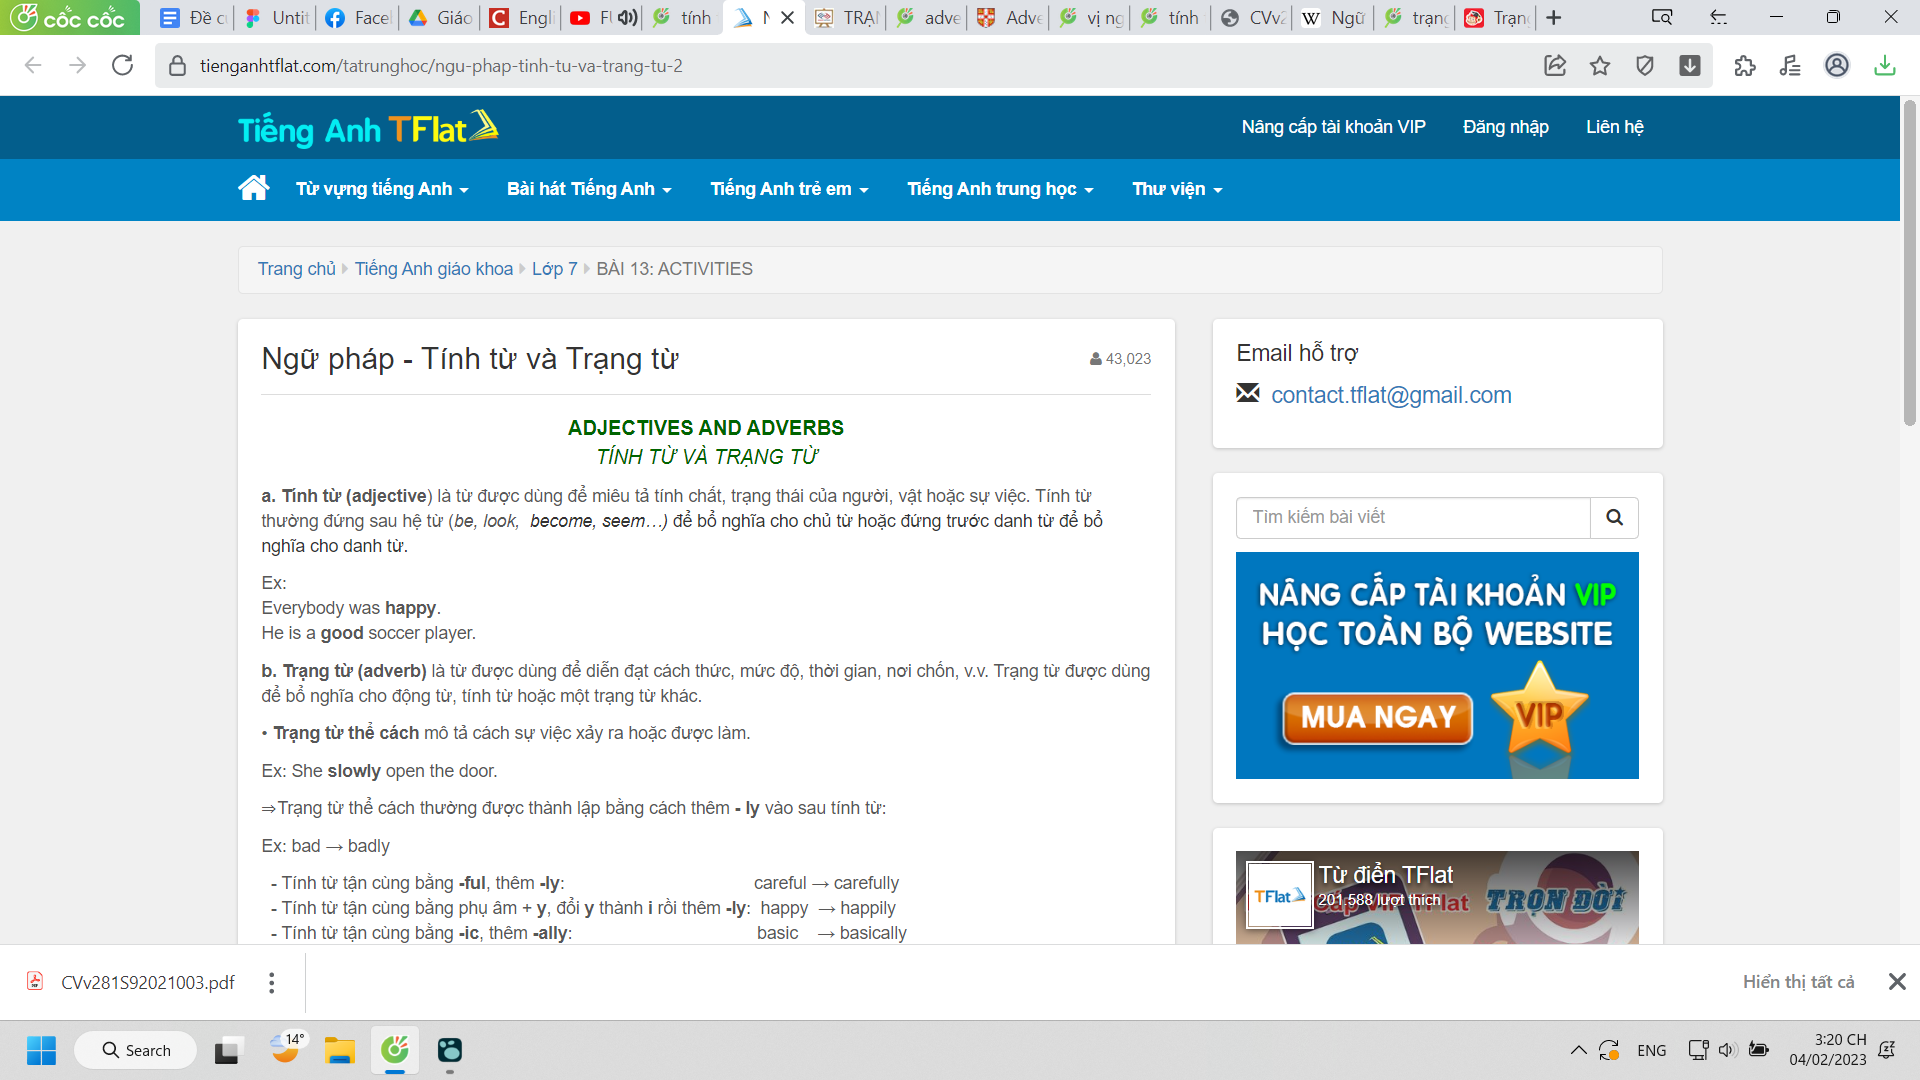 cốc cốc
Đề c
Untit
Facel
Giáo
Engli
FU
tính
N
TRẠN
adve
Adve
vị ng
tính
CVv2
Ngữ
trạng
Trạng
tienganhtflat.com/tatrunghoc/ngu-phap-tinh-tu-va-trang-tu-2
Tiếng Anh TFlat
Nâng cấp tài khoản VIP
Đăng nhập
Liên hệ
Từ vựng tiếng Anh
Bài hát Tiếng Anh
Tiếng Anh trẻ em
Tiếng Anh trung học
Thư viện
Trang chủ Tiếng Anh giáo khoa Lớp 7 BÀI 13: ACTIVITIES
Ngữ pháp - Tính từ và Trạng từ
43,023
ADJECTIVES AND ADVERBS
TÍNH TỪ VÀ TRẠNG TỪ
a. Tính từ (adjective) là từ được dùng để miêu tả tính chất, trạng thái của người, vật hoặc sự việc. Tính từ
thường đứng sau hệ từ (be, look, become, seem…) để bổ nghĩa cho chủ từ hoặc đứng trước danh từ để bổ
nghĩa cho danh từ.
Ex:
Everybody was happy.
He is a good soccer player.
b. Trạng từ (adverb) là từ được dùng để diễn đạt cách thức, mức độ, thời gian, nơi chốn, v.v. Trạng từ được dùng
để bổ nghĩa cho động từ, tính từ hoặc một trạng từ khác.
• Trạng từ thể cách mô tả cách sự việc xảy ra hoặc được làm.
Ex: She slowly open the door.
⇒Trạng từ thể cách thường được thành lập bằng cách thêm - ly vào sau tính từ:
Ex: bad → badly
- Tính từ tận cùng bằng -ful, thêm -ly: careful → carefully
- Tính từ tận cùng bằng phụ âm + y, đổi y thành i rồi thêm -ly: happy → happily
- Tính từ tận cùng bằng -ic, thêm -ally: basic → basically
Email hỗ trợ
contact.tflat@gmail.com
Tìm kiếm bài viết
NÂNG CẤP TÀI KHOẢN VIP
HỌC TOÀN BỘ WEBSITE
MUA NGAY
VIP
TFlat
Từ điển TFlat
201.588 lượt thích
TRỌN ĐỜI
CVv281S92021003.pdf
Hiển thị tất cả
Search
14°
ENG
3:20 CH
04/02/2023